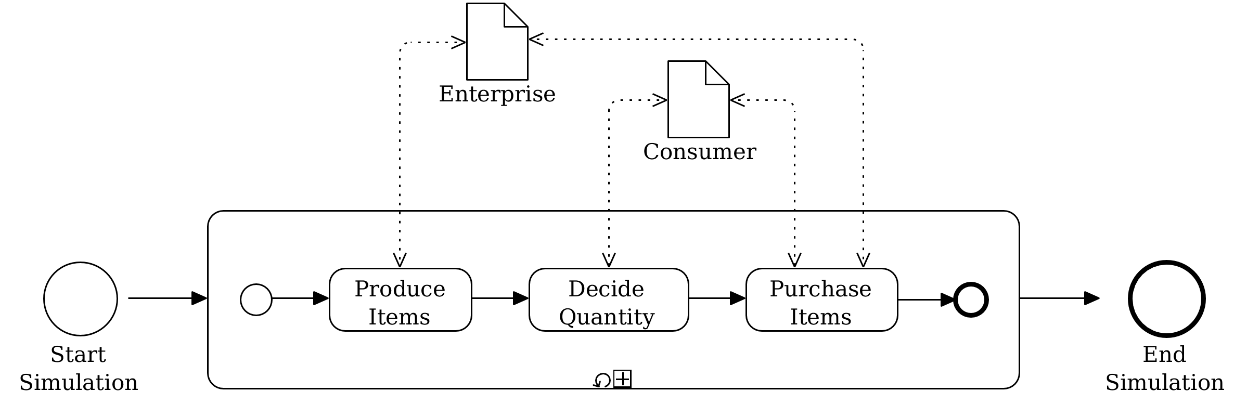 Enterprise
Consumer
Produce
Items
Decide
Quantity
Purchase
Items
Start
Simulation
End
Simulation